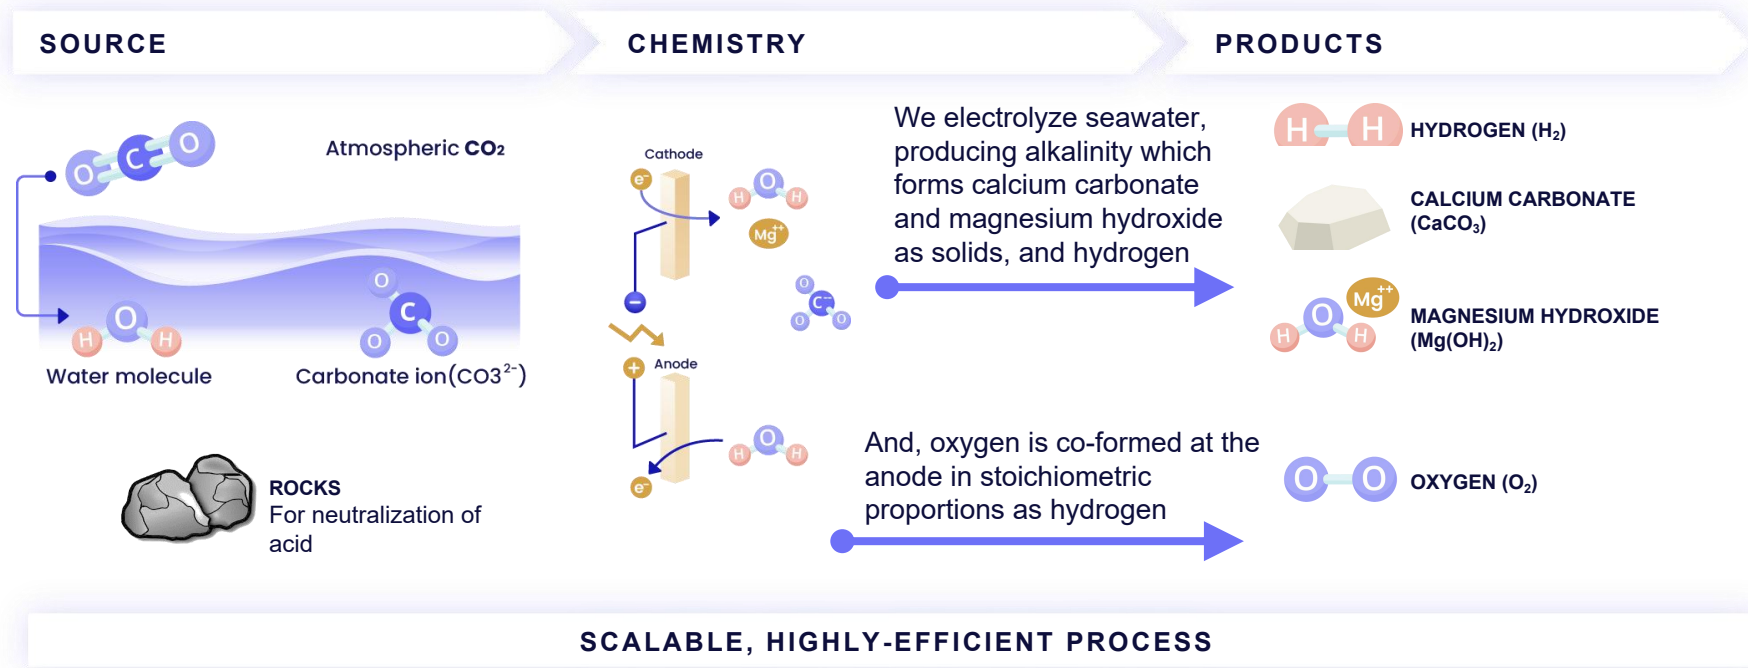 SOURCE
CHEMISTRY
PRODUCTS
O
C
O
Atmospheric CO₂
O
H
H
Water molecule
O
C
O
O
Carbonate ion(CO3²⁻)
ROCKS
For neutralization of
acid
Cathode
e⁻
O
H
H
Mg⁺⁺
−
O
C⁻⁻
O
O
+
Anode
O
H
H
e⁻
We electrolyze seawater,
producing alkalinity which
forms calcium carbonate
and magnesium hydroxide
as solids, and hydrogen
And, oxygen is co-formed at the
anode in stoichiometric
proportions as hydrogen
H
H
HYDROGEN (H₂)
CALCIUM CARBONATE
(CaCO₃)
Mg⁺⁺
O
H
H
MAGNESIUM HYDROXIDE
(Mg(OH)₂)
O
O
OXYGEN (O₂)
SCALABLE, HIGHLY-EFFICIENT PROCESS